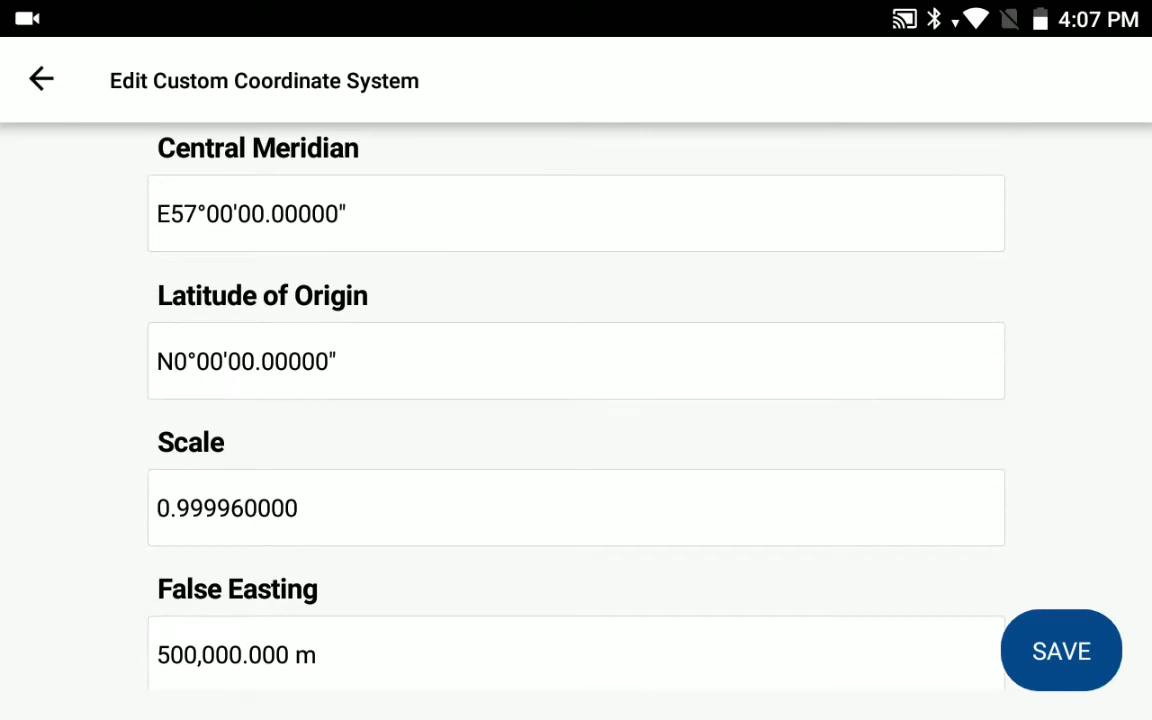 4:07 PM
Edit Custom Coordinate System
Central Meridian
E57°00'00.00000"
Latitude of Origin
N0°00'00.00000"
Scale
0.999960000
False Easting
500,000.000 m
SAVE